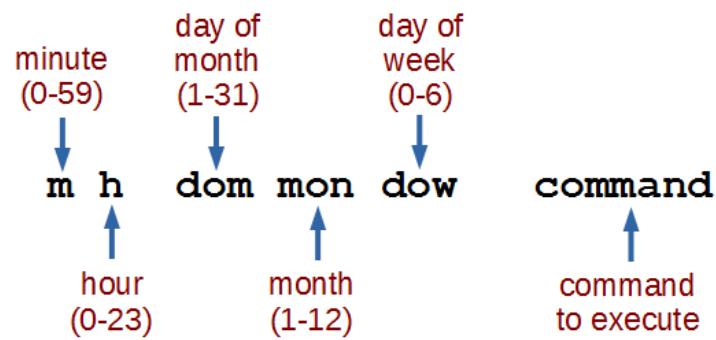 minute
(0-59)
day of
month
(1-31)
day of
week
(0-6)
m h dom mon dow command
hour
(0-23)
month
(1-12)
command
to execute